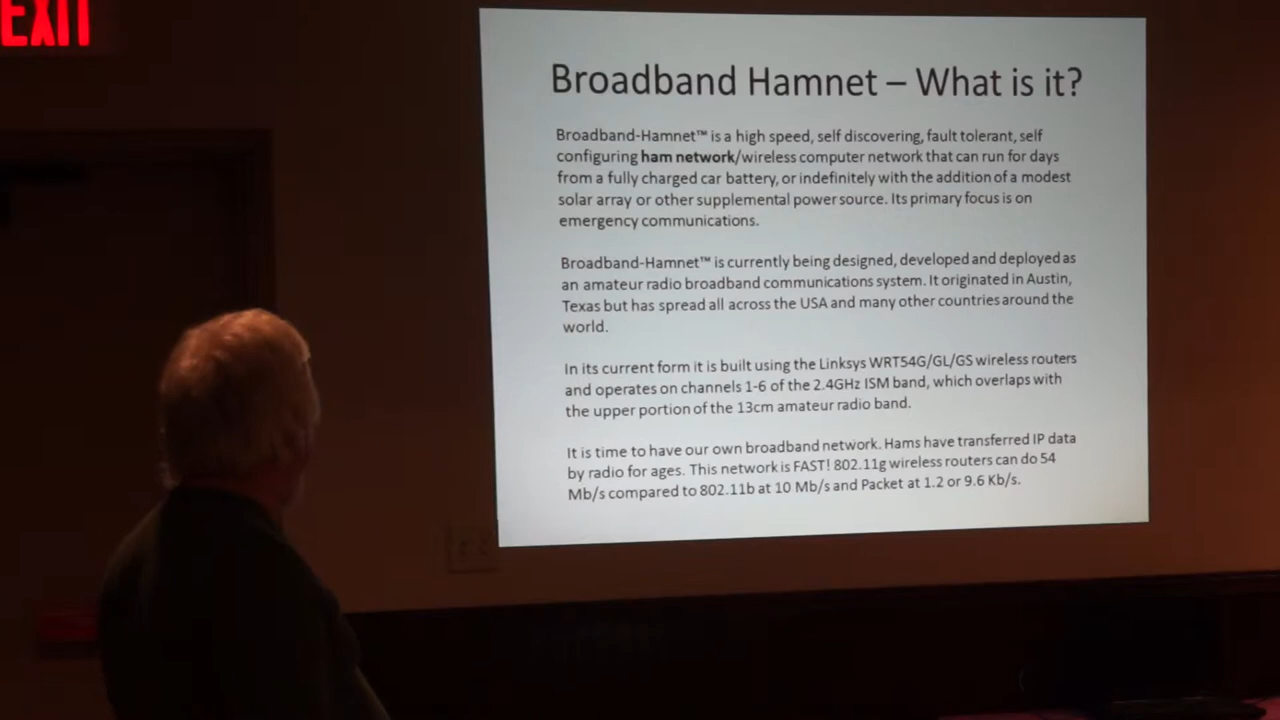 EXIT
Broadband Hamnet – What is it?
Broadband-Hamnet™ is a high speed, self discovering, fault tolerant, self
configuring ham network/wireless computer network that can run for days
from a fully charged car battery, or indefinitely with the addition of a modest
solar array or other supplemental power source. Its primary focus is on
emergency communications.
Broadband-Hamnet™ is currently being designed, developed and deployed as
an amateur radio broadband communications system. It originated in Austin,
Texas but has spread all across the USA and many other countries around the
world.
In its current form it is built using the Linksys WRT54G/GL/GS wireless routers
and operates on channels 1-6 of the 2.4GHz ISM band, which overlaps with
the upper portion of the 13cm amateur radio band.
It is time to have our own broadband network. Hams have transferred IP data
by radio for ages. This network is FAST! 802.11g wireless routers can do 54
Mb/s compared to 802.11b at 10 Mb/s and Packet at 1.2 or 9.6 Kb/s.